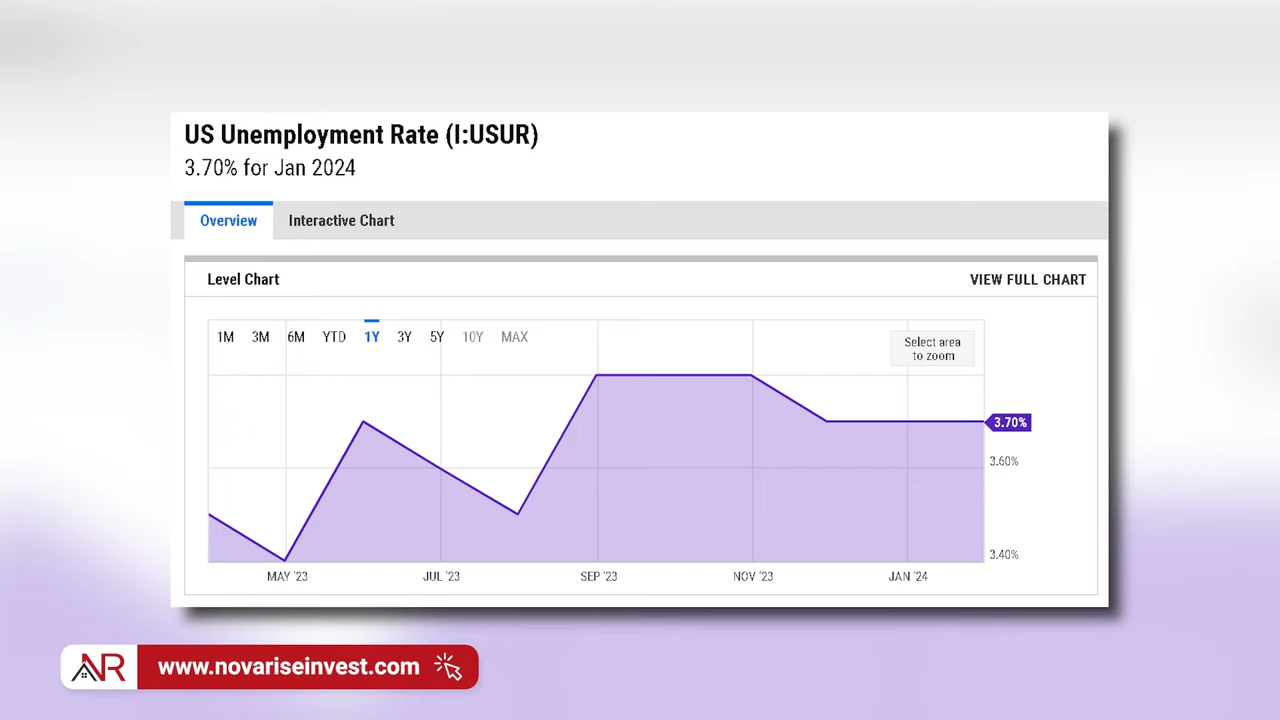 US Unemployment Rate (I:USUR)
3.70% for Jan 2024
Overview
Interactive Chart
Level Chart
VIEW FULL CHART
1M 3M 6M YTD 1Y 3Y 5Y 10Y MAX
Select area
to zoom
3.70%
3.60%
3.40%
MAY '23 JUL '23 SEP '23 NOV '23 JAN '24
NR www.novariseinvest.com